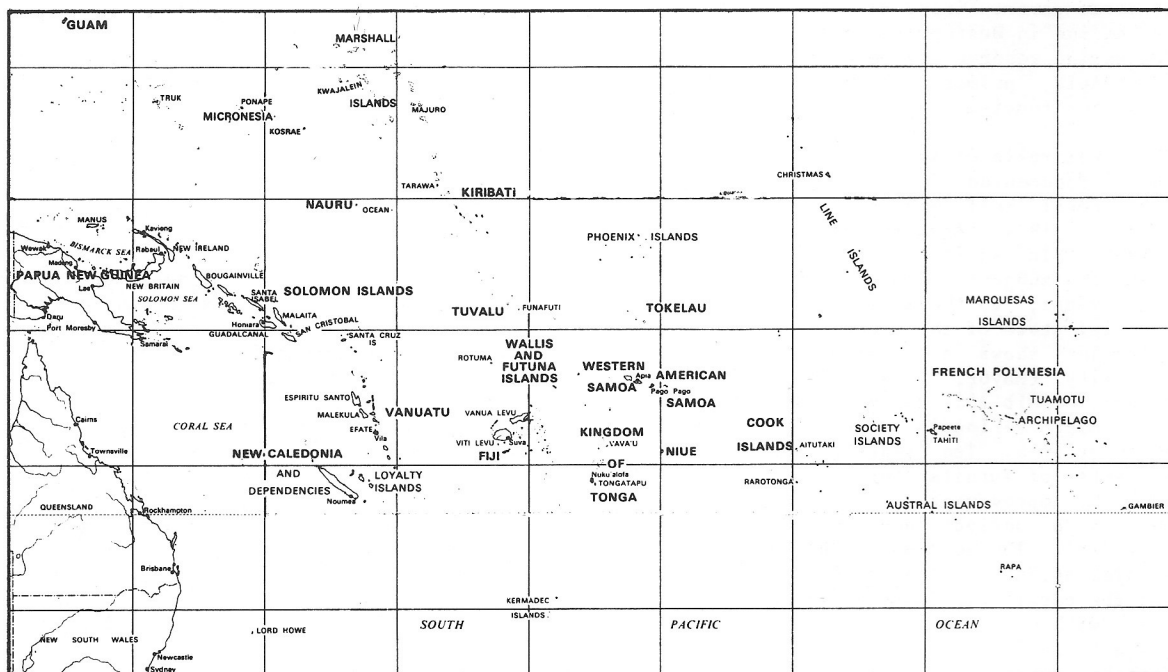 GUAM
MARSHALL
ISLANDS
KWAJALEIN
MAJURO
TRUK
PONAPE
MICRONESIA
KOSRAE
TARAWA
KIRIBATI
CHRISTMAS
LINE
ISLANDS
NAURU
OCEAN
PHOENIX ISLANDS
MANUS
BISMARCK SEA
Kavieng
Rabaul
NEW IRELAND
Wewak
Madang
PAPUA NEW GUINEA
Lae
NEW BRITAIN
BOUGAINVILLE
SOLOMON SEA
SANTA
ISABEL
SOLOMON ISLANDS
MALAITA
Daru
Port Moresby
Samarai
Honiara
GUADALCANAL
SAN CRISTOBAL
SANTA CRUZ
IS
TUVALU
FUNAFUTI
TOKELAU
MARQUESAS
ISLANDS
ROTUMA
WALLIS
AND
FUTUNA
ISLANDS
WESTERN
SAMOA
Apia
AMERICAN
SAMOA
Pago Pago
FRENCH POLYNESIA
TUAMOTU
ARCHIPELAGO
ESPIRITU SANTO
MALEKULA
VANUATU
EFATE
Vila
VANUA LEVU
VITI LEVU
Suva
FIJI
KINGDOM
VAVA'U
OF
Nuku'alofa
TONGATAPU
TONGA
NIUE
COOK
ISLANDS
AITUTAKI
RAROTONGA
SOCIETY
ISLANDS
Papeete
TAHITI
CORAL SEA
Cairns
Townsville
NEW CALEDONIA
AND
DEPENDENCIES
LOYALTY
ISLANDS
Noumea
QUEENSLAND
Rockhampton
AUSTRAL ISLANDS
GAMBIER
Brisbane
RAPA
KERMADEC
ISLANDS
NEW SOUTH WALES
LORD HOWE
Newcastle
Sydney
SOUTH PACIFIC OCEAN